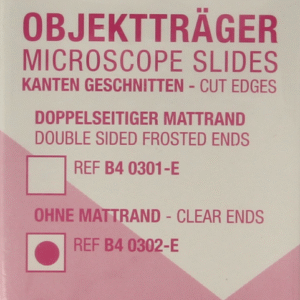 OBJEKTTRÄGER
MICROSCOPE SLIDES
KANTEN GESCHNITTEN - CUT EDGES
DOPPELSEITIGER MATTRAND
DOUBLE SIDED FROSTED ENDS
REF B4 0301-E
OHNE MATTRAND - CLEAR ENDS
REF B4 0302-E